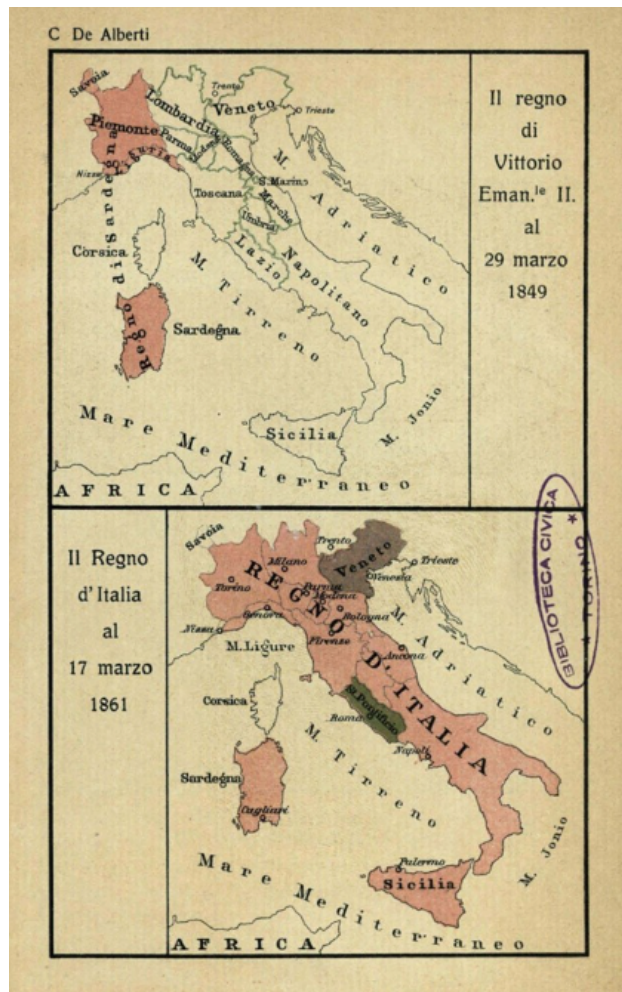 C De Alberti
Savoia
Trento
Lombardia
Veneto
Trieste
Piemonte
Parma
Romagne
Liguria
Nizza
Toscana
S. Marino
Marche
Umbria
Lazio
Napolitano
M. Adriatico
Corsica
M. Tirreno
Regno di Sardegna
Sardegna
M. Jonio
Sicilia
Mare Mediterraneo
AFRICA
Il regno
di
Vittorio
Eman.le II.
al
29 marzo
1849
Il Regno
d'Italia
al
17 marzo
1861
Savoia
Trento
Milano
Veneto
Trieste
Venezia
Torino
Parma
Modena
Genova
Bologna
Nizza
Firenze
REGNO D'ITALIA
M. Ligure
Ancona
M. Adriatico
Corsica
St. Pontificio
Roma
Napoli
M. Tirreno
Sardegna
Cagliari
M. Jonio
Palermo
Sicilia
Mare Mediterraneo
AFRICA
BIBLIOTECA CIVICA
★ TORINO ★